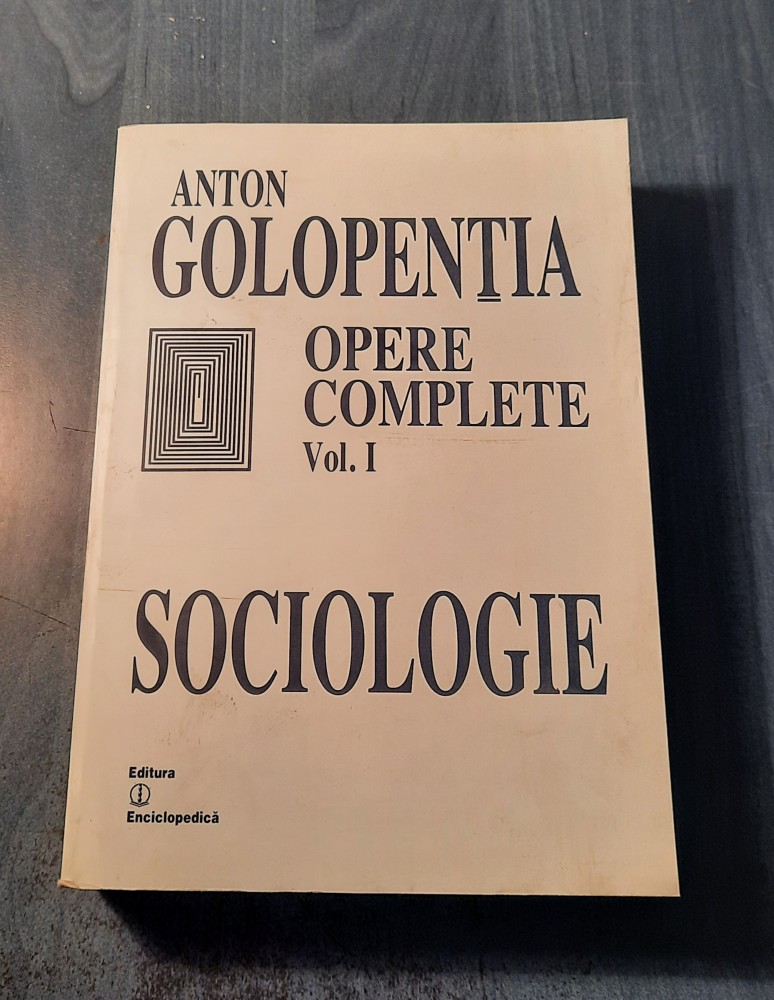 ANTON
GOLOPENȚIA
OPERE
COMPLETE
Vol. I
SOCIOLOGIE
Editura
Enciclopedică